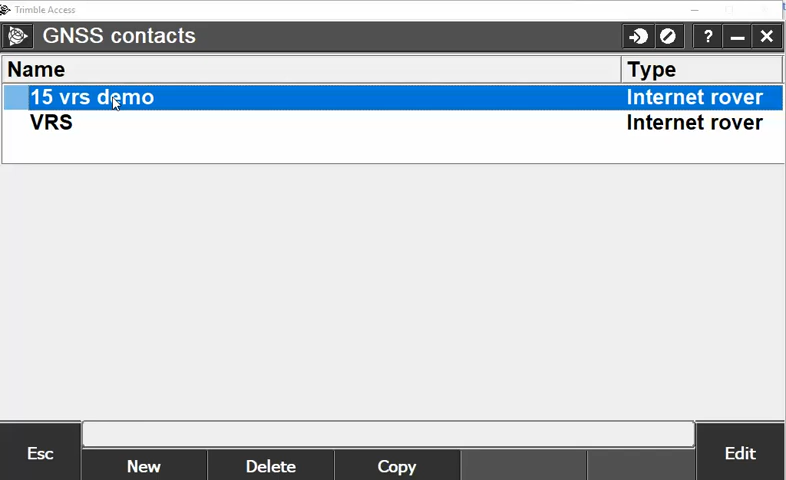 Trimble Access
GNSS contacts
?
Name Type
15 vrs demo Internet rover
VRS Internet rover
Esc New Delete Copy Edit